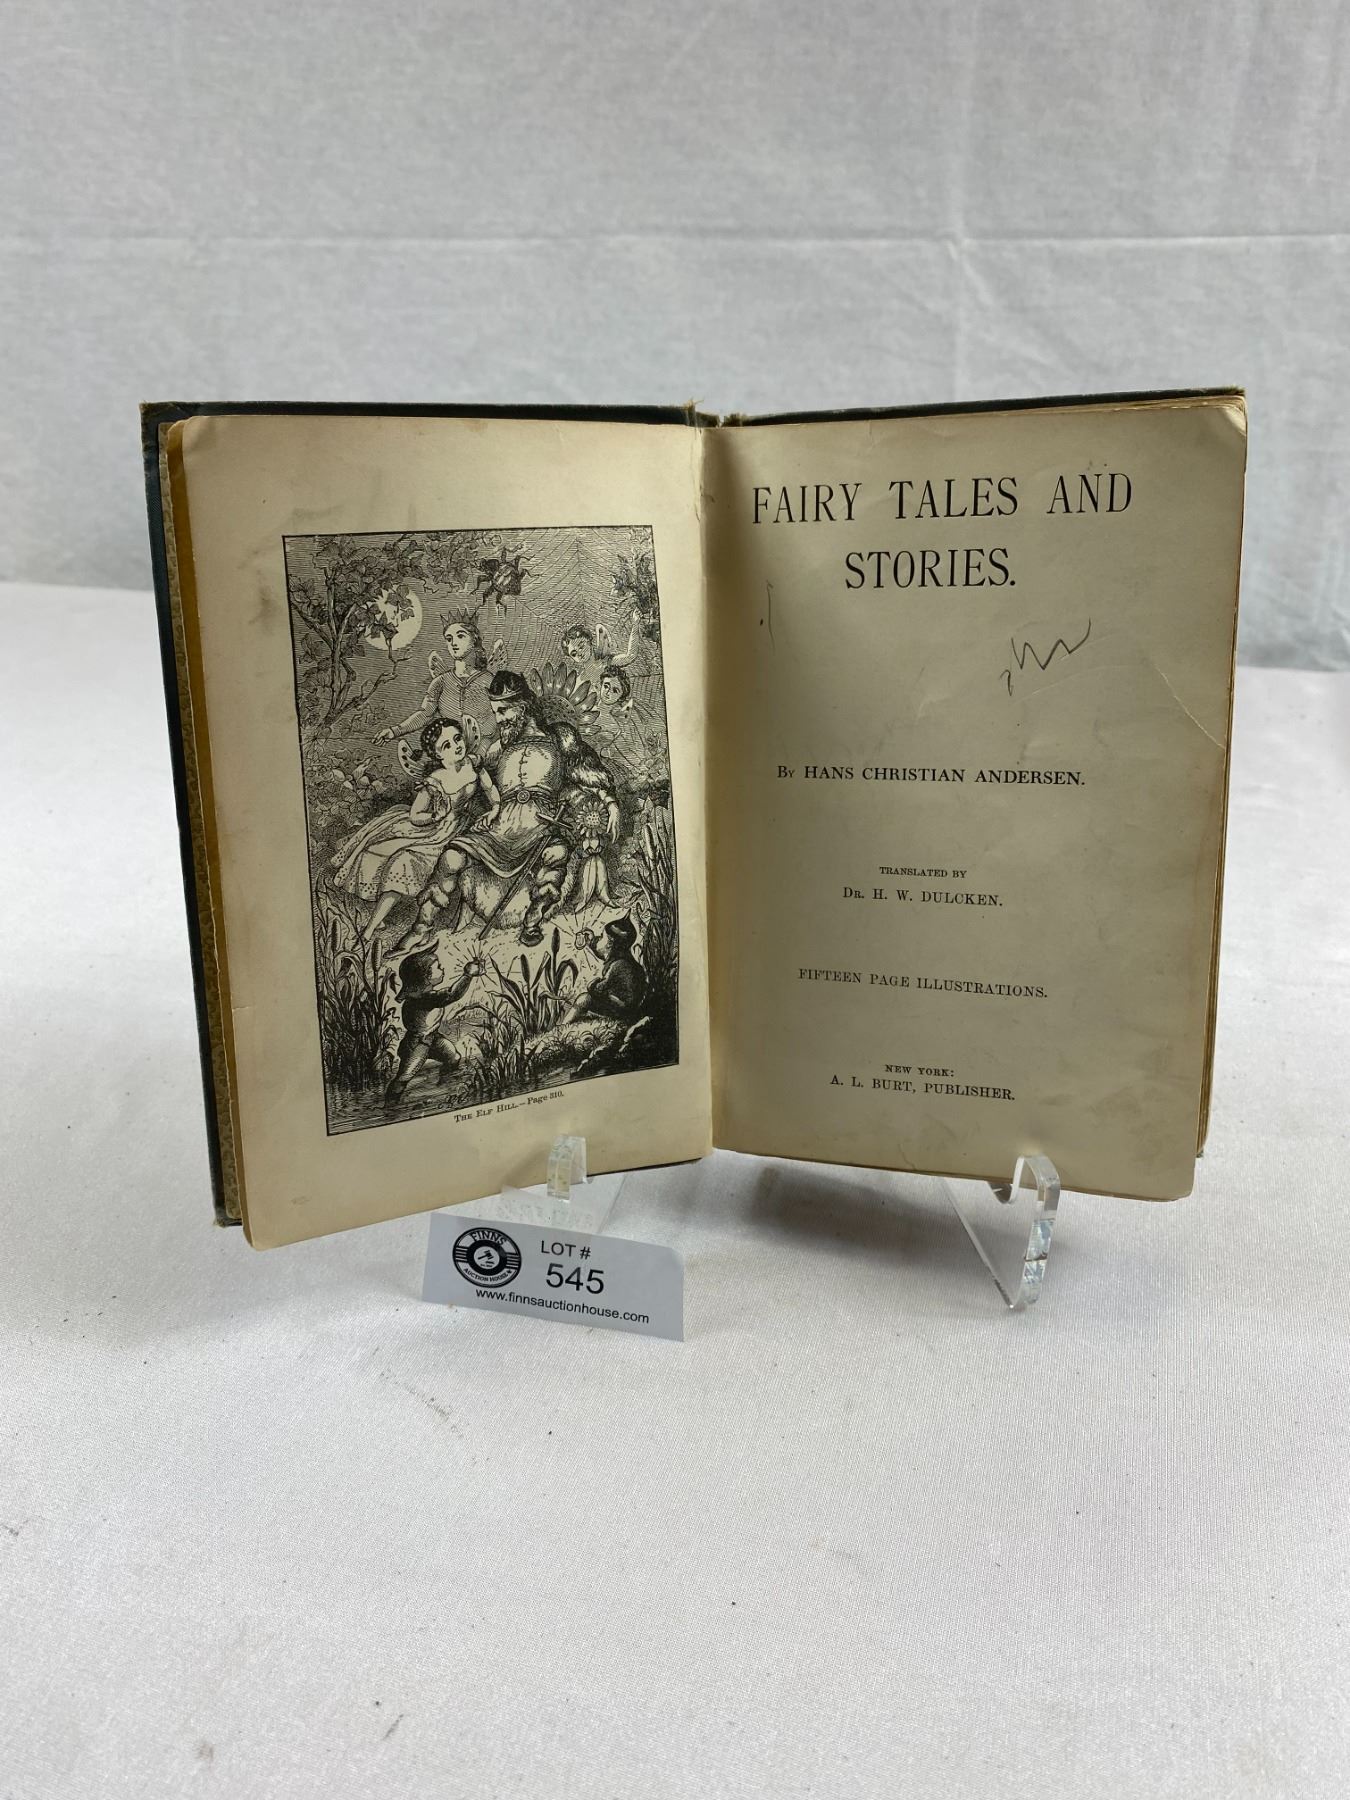 THE ELF HILL.—Page 310.
FAIRY TALES AND
STORIES.
BY HANS CHRISTIAN ANDERSEN.
TRANSLATED BY
DR. H. W. DULCKEN.
FIFTEEN PAGE ILLUSTRATIONS.
NEW YORK:
A. L. BURT, PUBLISHER.
FINNS
AUCTION HOUSE
LOT #
545
www.finnsauctionhouse.com